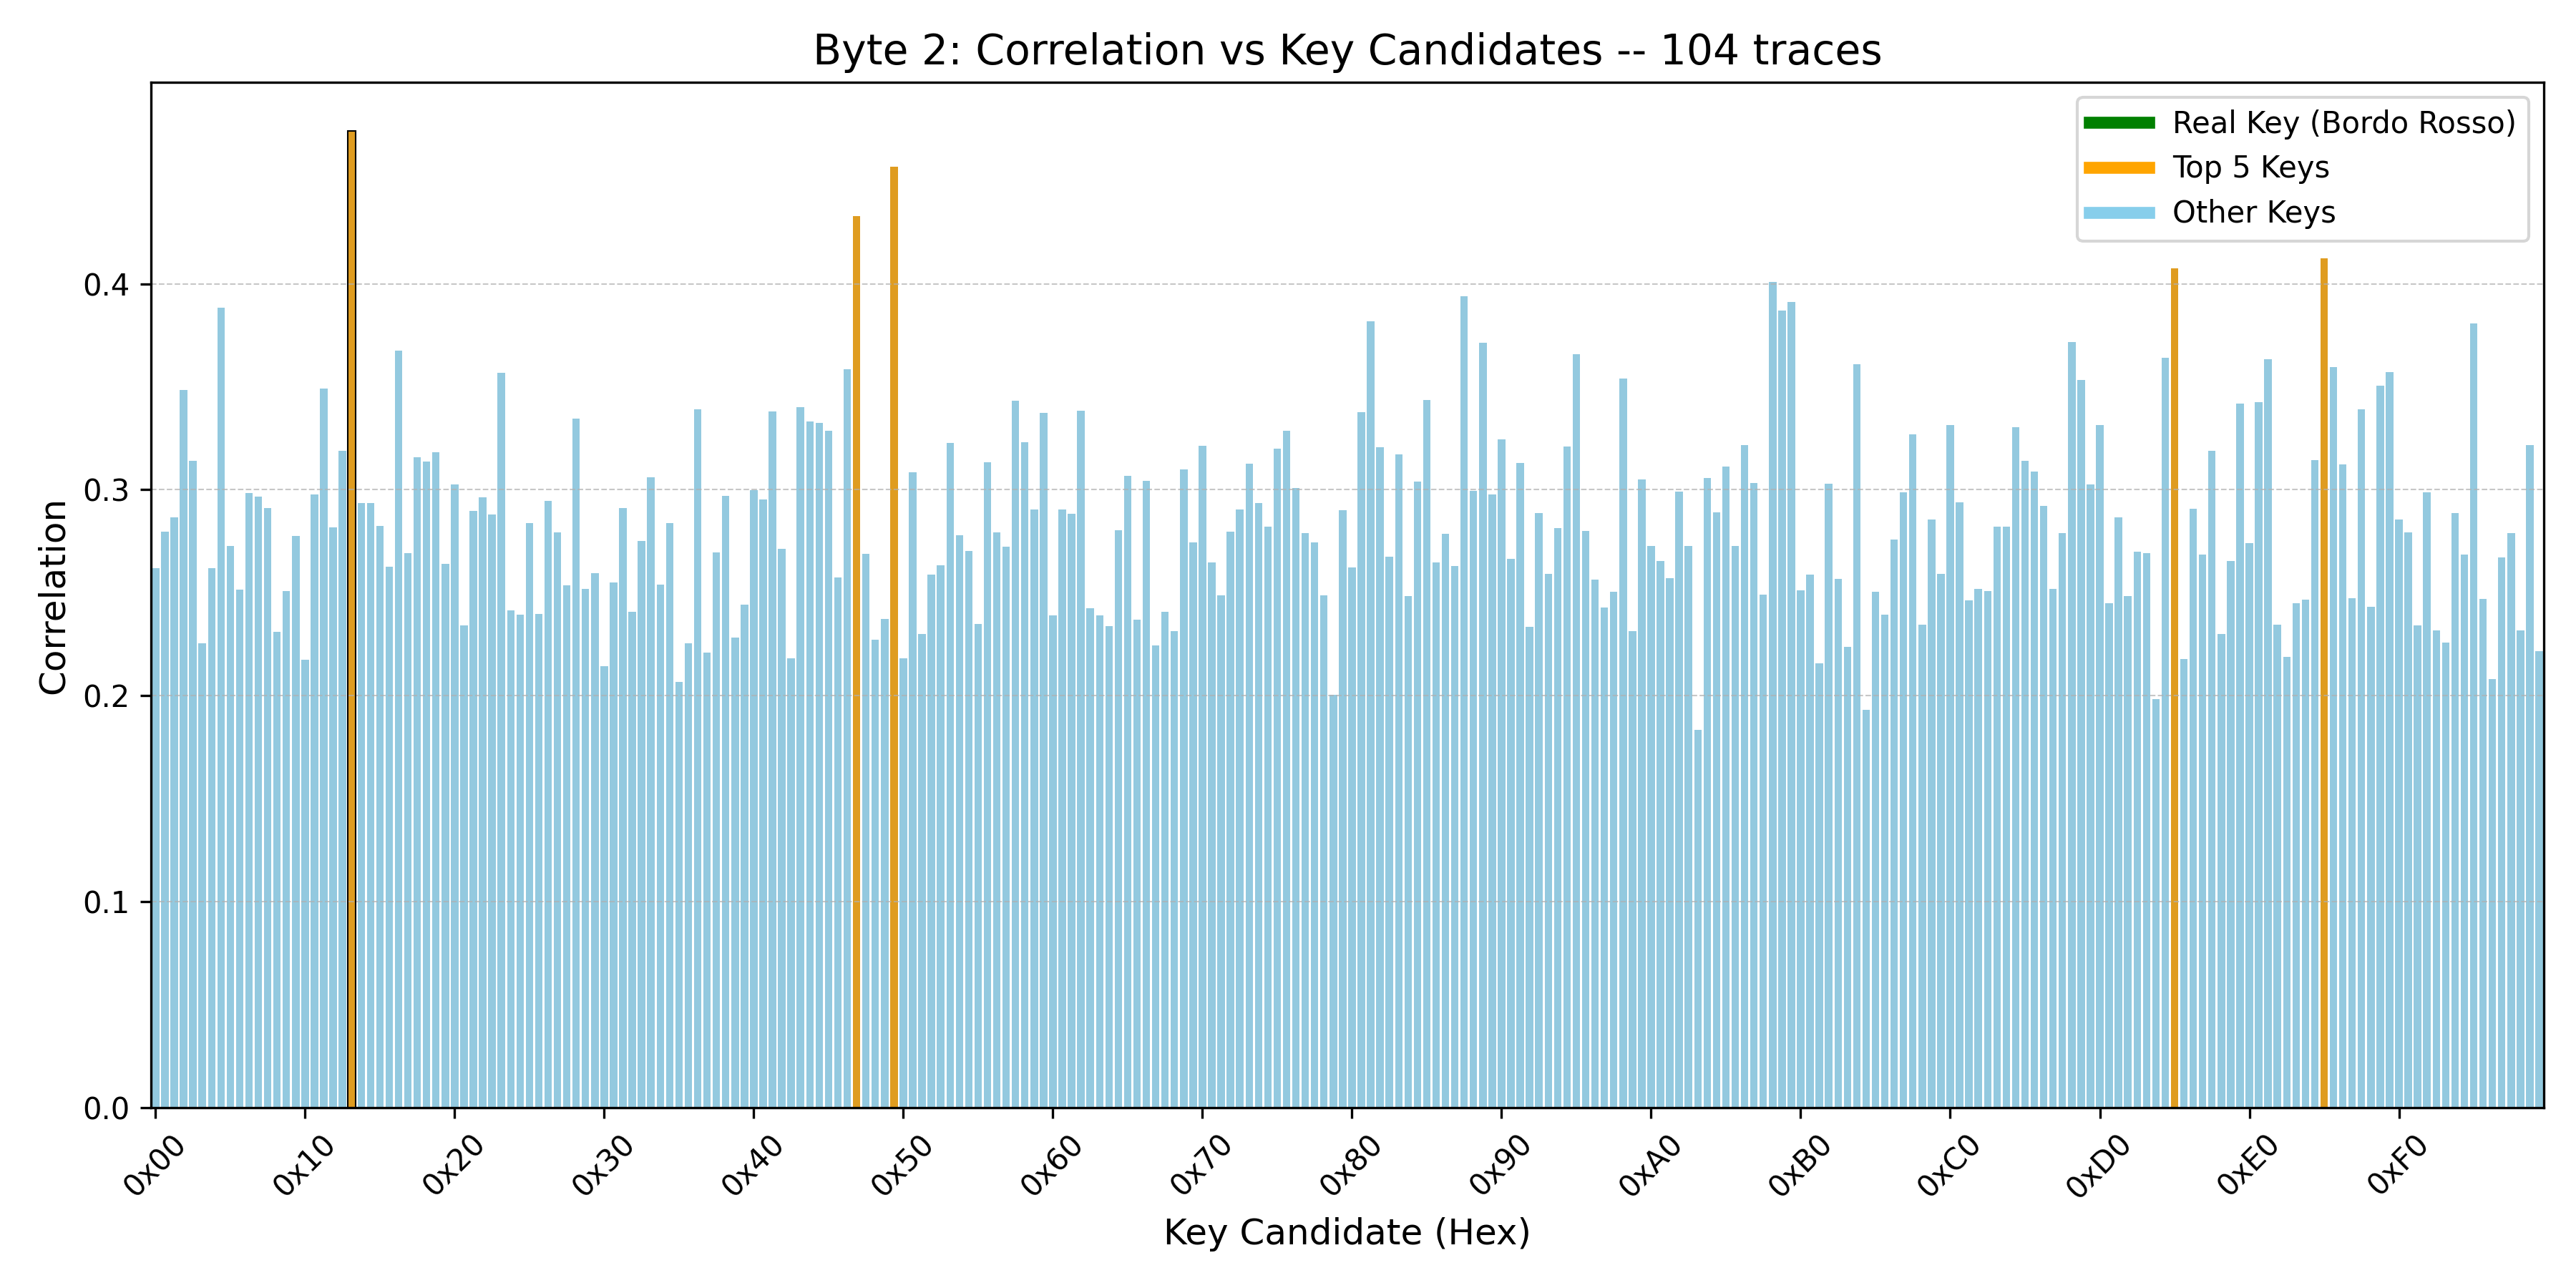 Byte 2: Correlation vs Key Candidates -- 104 traces
Real Key (Bordo Rosso)
Top 5 Keys
Other Keys
Correlation
0.4
0.3
0.2
0.1
0.0
0x00 0x10 0x20 0x30 0x40 0x50 0x60 0x70 0x80 0x90 0xA0 0xB0 0xC0 0xD0 0xE0 0xF0
Key Candidate (Hex)